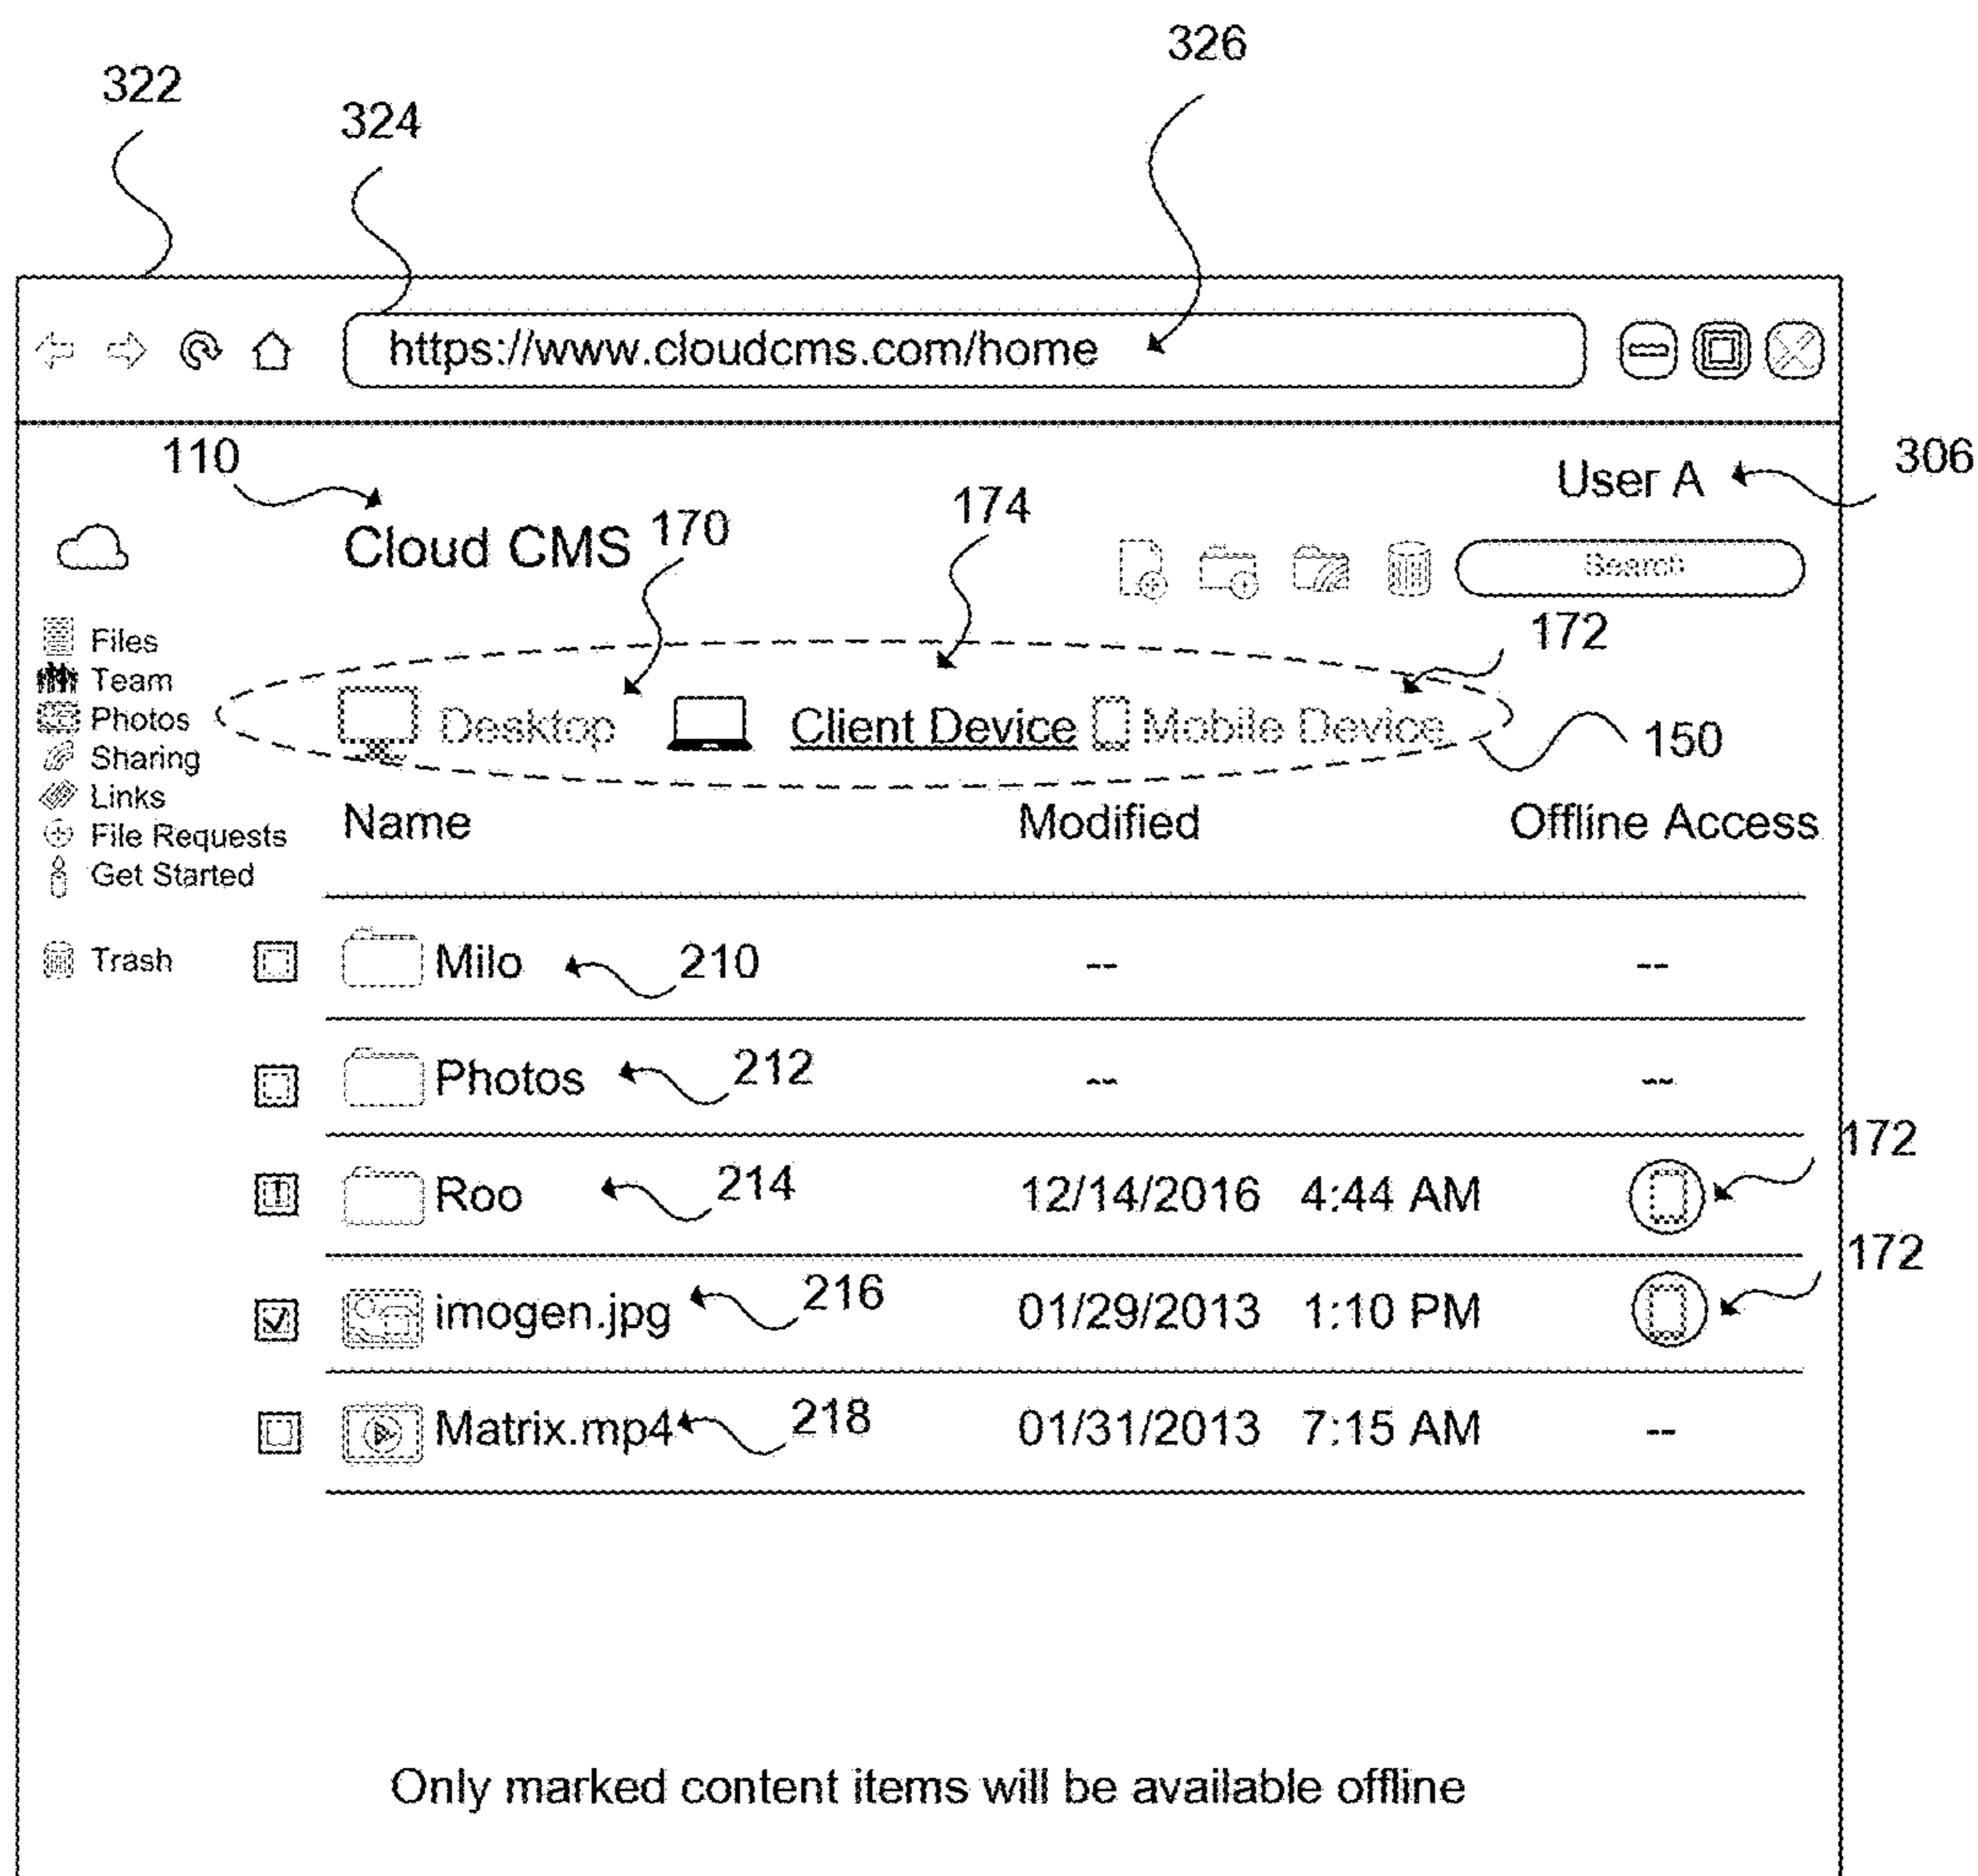 326
322
324
https://www.cloudcms.com/home
110
306
User A
174
170
Cloud CMS
Search
172
Files
Team
Photos
Sharing
Links
File Requests
Get Started
Trash
Desktop
Client Device
Mobile Device
150
Name Modified Offline Access
Milo 210 -- --
Photos 212 -- --
172
Roo 214 12/14/2016 4:44 AM
172
imogen.jpg 216 01/29/2013 1:10 PM
Matrix.mp4 218 01/31/2013 7:15 AM --
Only marked content items will be available offline